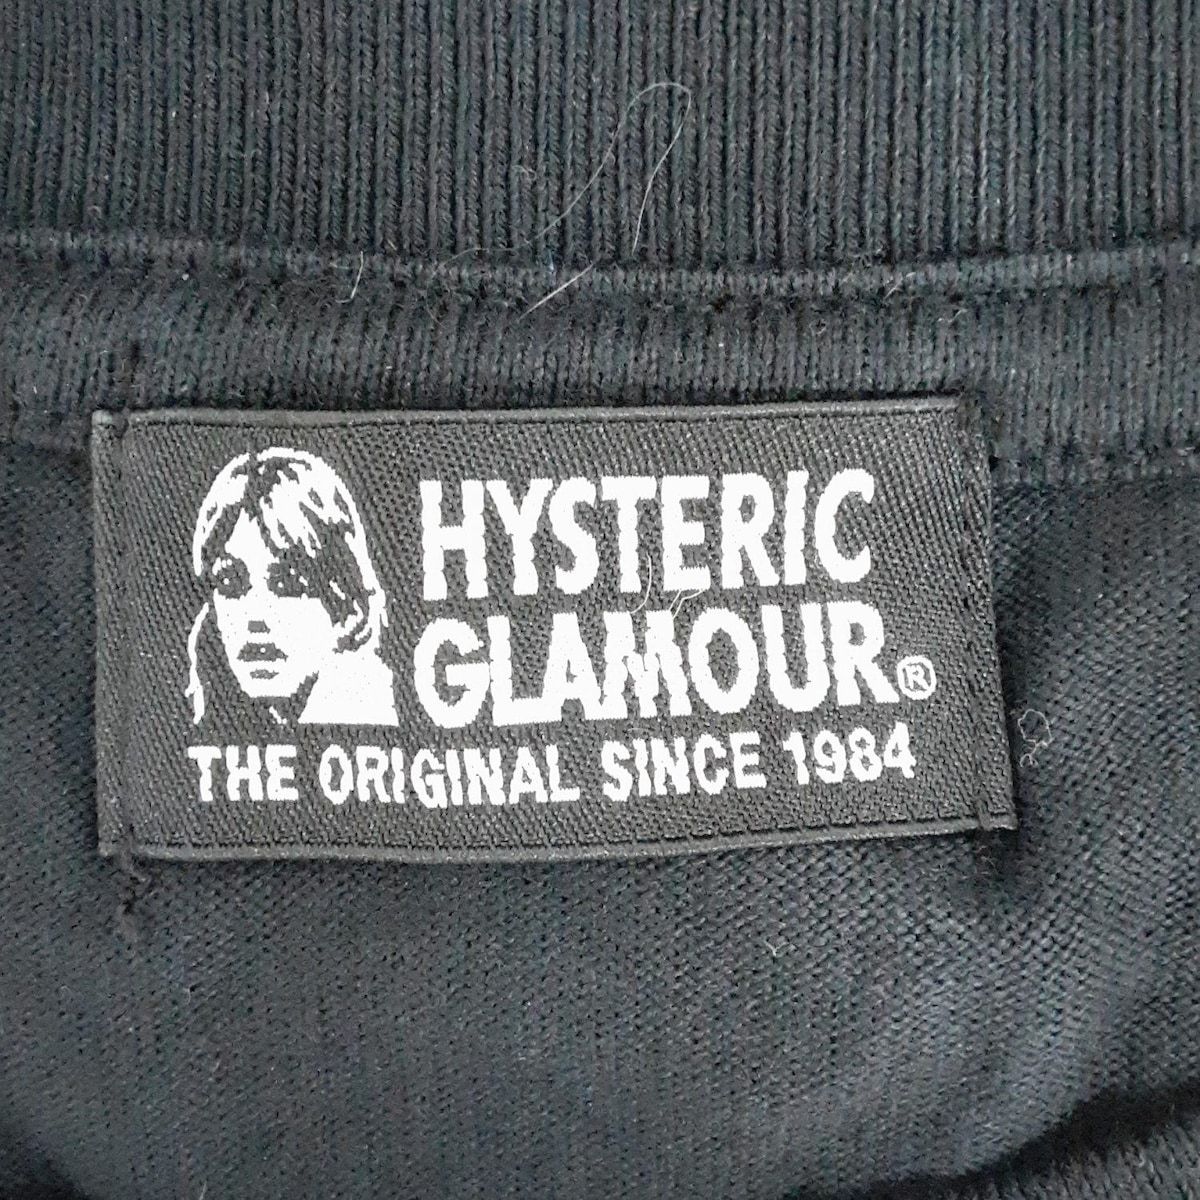 HYSTERIC
GLAMOUR®
THE ORIGINAL SINCE 1984